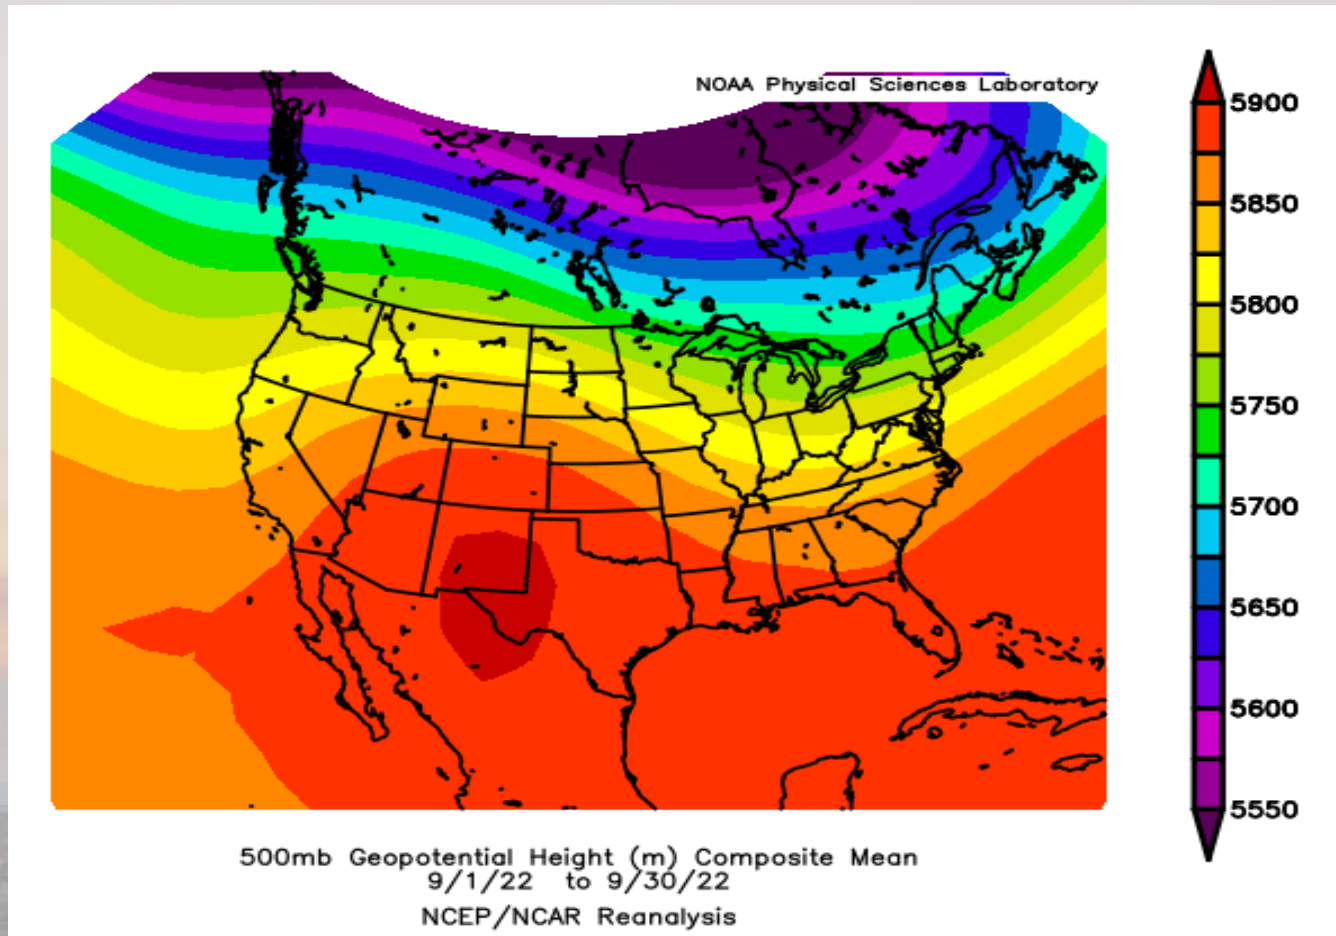 NOAA Physical Sciences Laboratory
5900
5850
5800
5750
5700
5650
5600
5550
500mb Geopotential Height (m) Composite Mean
9/1/22 to 9/30/22
NCEP/NCAR Reanalysis